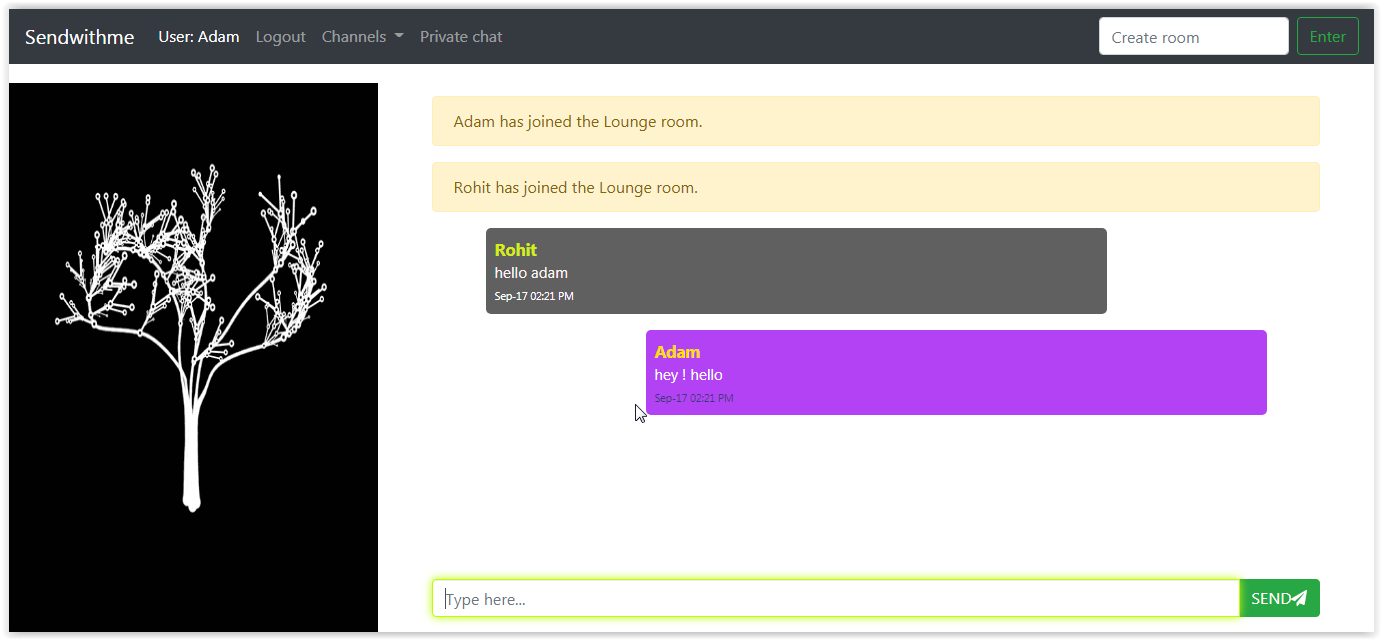 Sendwithme User: Adam Logout Channels Private chat Create room Enter
Adam has joined the Lounge room.
Rohit has joined the Lounge room.
Rohit
hello adam
Sep-17 02:21 PM
Adam
hey ! hello
Sep-17 02:21 PM
Type here... SEND